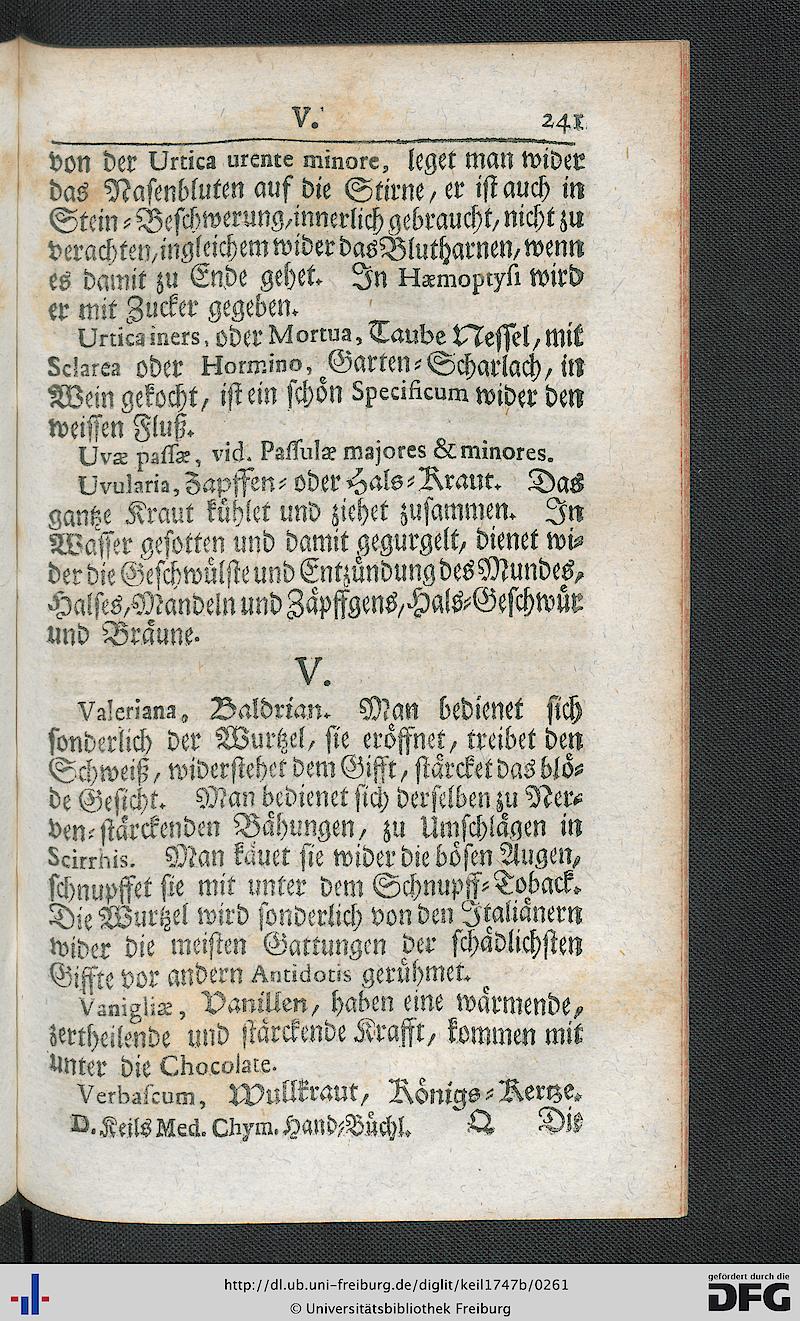 V.
241
von der Urtica urente minore, leget man wider
das Nasenbluten auf die Stirne, er ist auch in
Stein-Beschwerung, innerlich gebraucht, nicht zu
verachten, ingleichem wider das Blutharnen, wenn
es damit zu Ende gehet. In Hæmoptysi wird
er mit Zucker gegeben.
Urtica iners, oder Mortua, Taube Nessel, mit
Sclarea oder Hormino, Garten-Scharlach, in
Wein gekocht, ist ein schön Specificum wider den
weissen Fluß.
Uvæ passæ, vid. Passulæ majores & minores.
Uvularia, Zapffen- oder Hals-Kraut. Das
gantze Kraut kühlet und ziehet zusammen. In
Wasser gesotten und damit gegurgelt, dienet wi-
der die Geschwülste und Entzündung des Mundes,
Halses, Mandeln und Zäpffgens, Hals-Geschwür
und Bräune.
V.
Valeriana, Baldrian. Man bedienet sich
sonderlich der Wurtzel, sie eröffnet, treibet den
Schweiß, widerstehet dem Gifft, stärcket das blö-
de Gesicht. Man bedienet sich derselben zu Ner-
ven-stärckenden Bähungen, zu Umschlägen in
Scirrhis. Man käuet sie wider die bösen Augen,
schnupffet sie mit unter dem Schnupff-Toback.
Die Wurtzel wird sonderlich von den Italiänern
wider die meisten Gattungen der schädlichsten
Giffte vor andern Antidotis gerühmet.
Vanigliæ, Vanillen, haben eine wärmende,
zertheilende und stärckende Krafft, kommen mit
unter die Chocolate.
Verbascum, Wullkraut, Königs-Kertze.
D. Keils Med. Chym. Hand-Büchl. Q Die
http://dl.ub.uni-freiburg.de/diglit/keil1747b/0261
© Universitätsbibliothek Freiburg
gefördert durch die
DFG